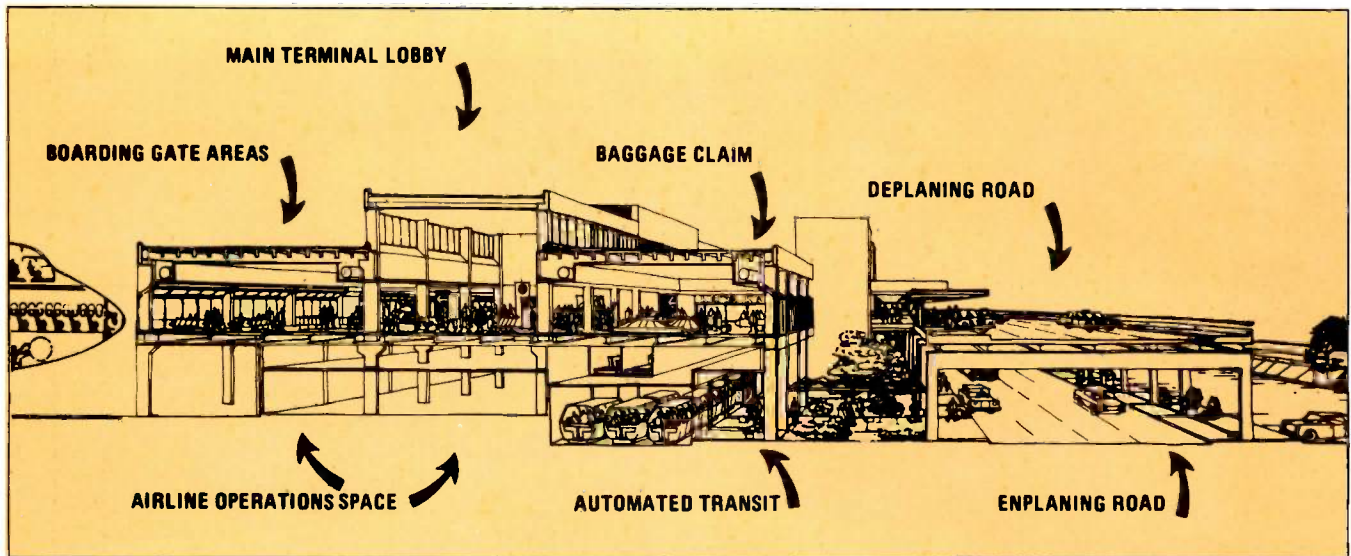 MAIN TERMINAL LOBBY
BOARDING GATE AREAS
BAGGAGE CLAIM
DEPLANING ROAD
AIRLINE OPERATIONS SPACE
AUTOMATED TRANSIT
ENPLANING ROAD